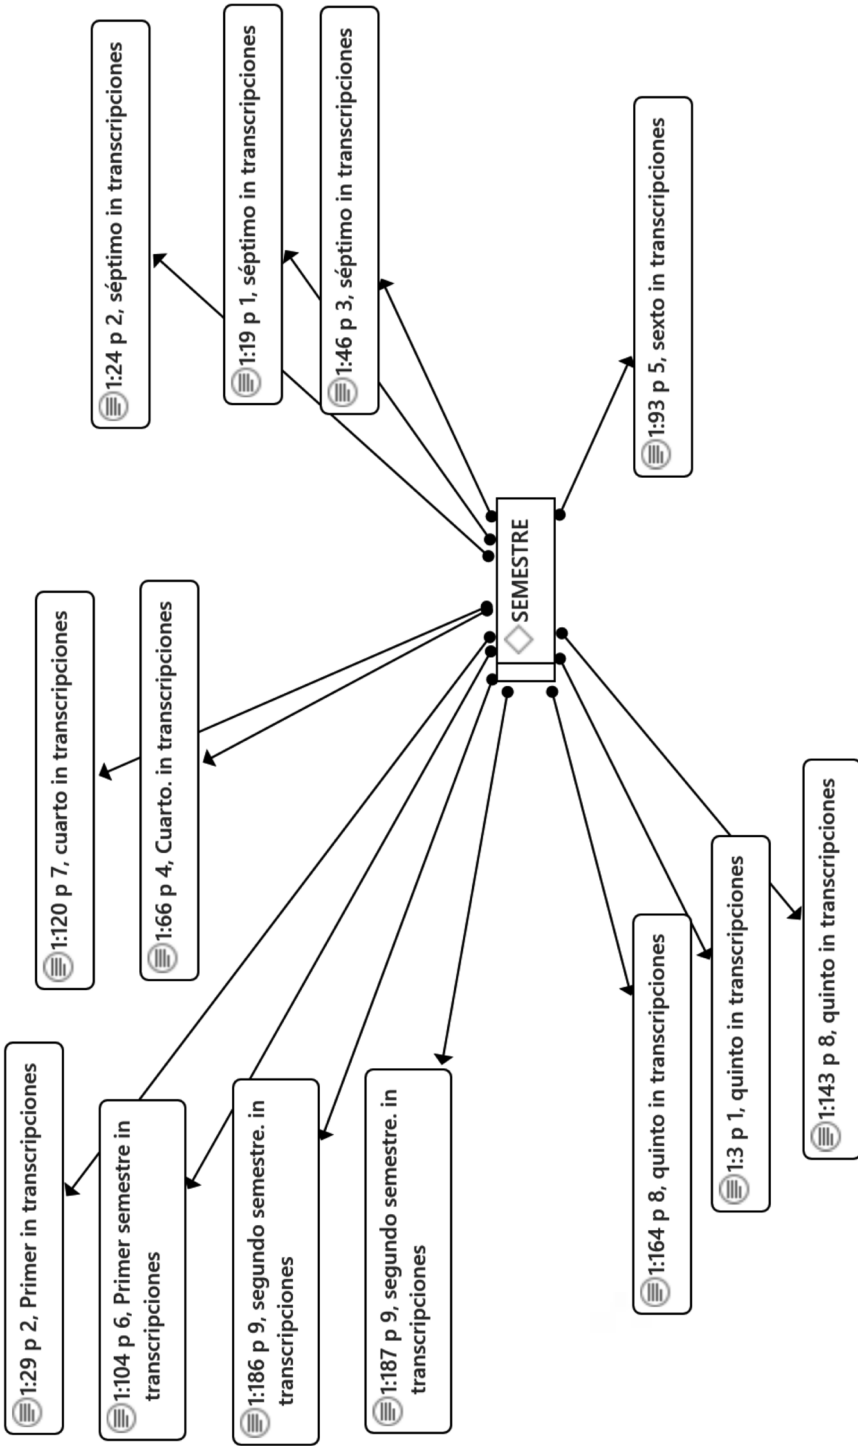 1:29 p 2, Primer in transcripciones
1:104 p 6, Primer semestre in
transcripciones
1:186 p 9, segundo semestre. in
transcripciones
1:187 p 9, segundo semestre. in
transcripciones
1:120 p 7, cuarto in transcripciones
1:66 p 4, Cuarto. in transcripciones
1:24 p 2, séptimo in transcripciones
1:19 p 1, séptimo in transcripciones
1:46 p 3, séptimo in transcripciones
SEMESTRE
1:93 p 5, sexto in transcripciones
1:164 p 8, quinto in transcripciones
1:3 p 1, quinto in transcripciones
1:143 p 8, quinto in transcripciones